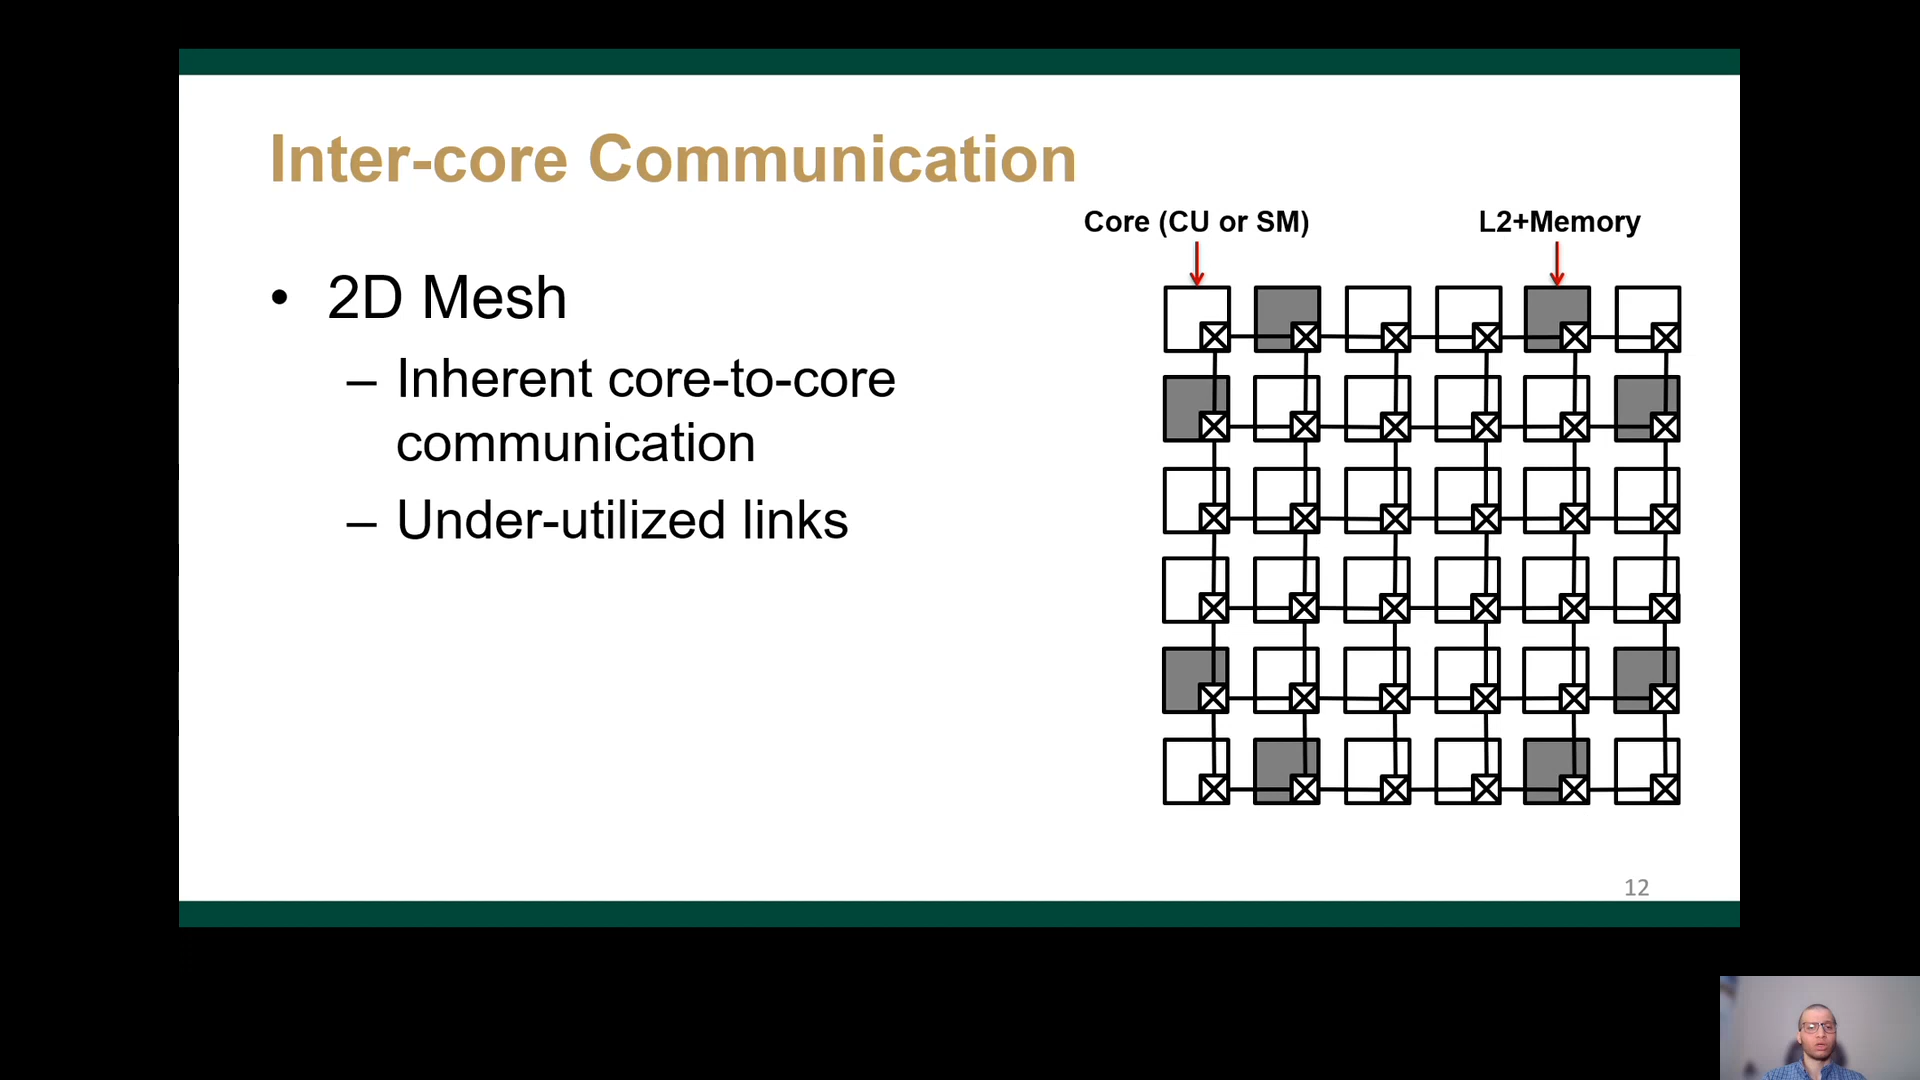 Inter-core Communication
Core (CU or SM)
L2+Memory
• 2D Mesh
– Inherent core-to-core
communication
– Under-utilized links
12